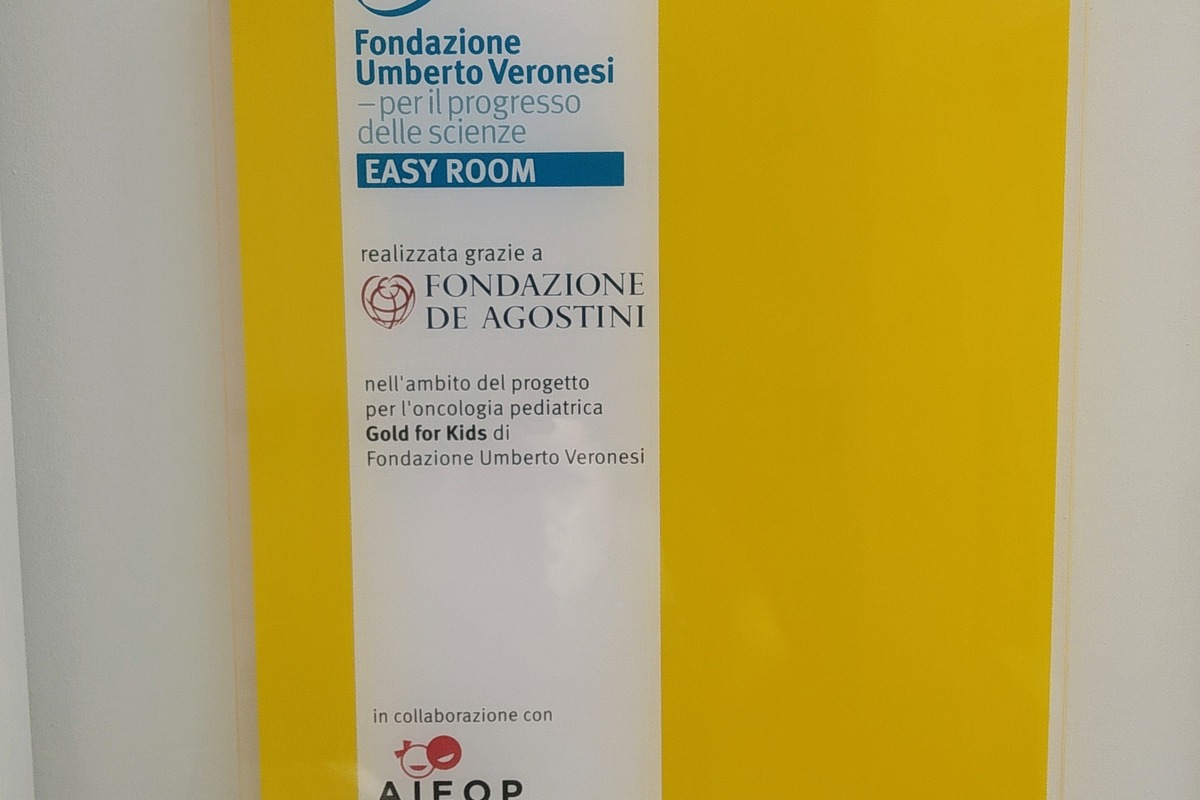 Fondazione
Umberto Veronesi
– per il progresso
delle scienze
EASY ROOM
realizzata grazie a
FONDAZIONE
DE AGOSTINI
nell'ambito del progetto
per l'oncologia pediatrica
Gold for Kids di
Fondazione Umberto Veronesi
in collaborazione con
AIEOP